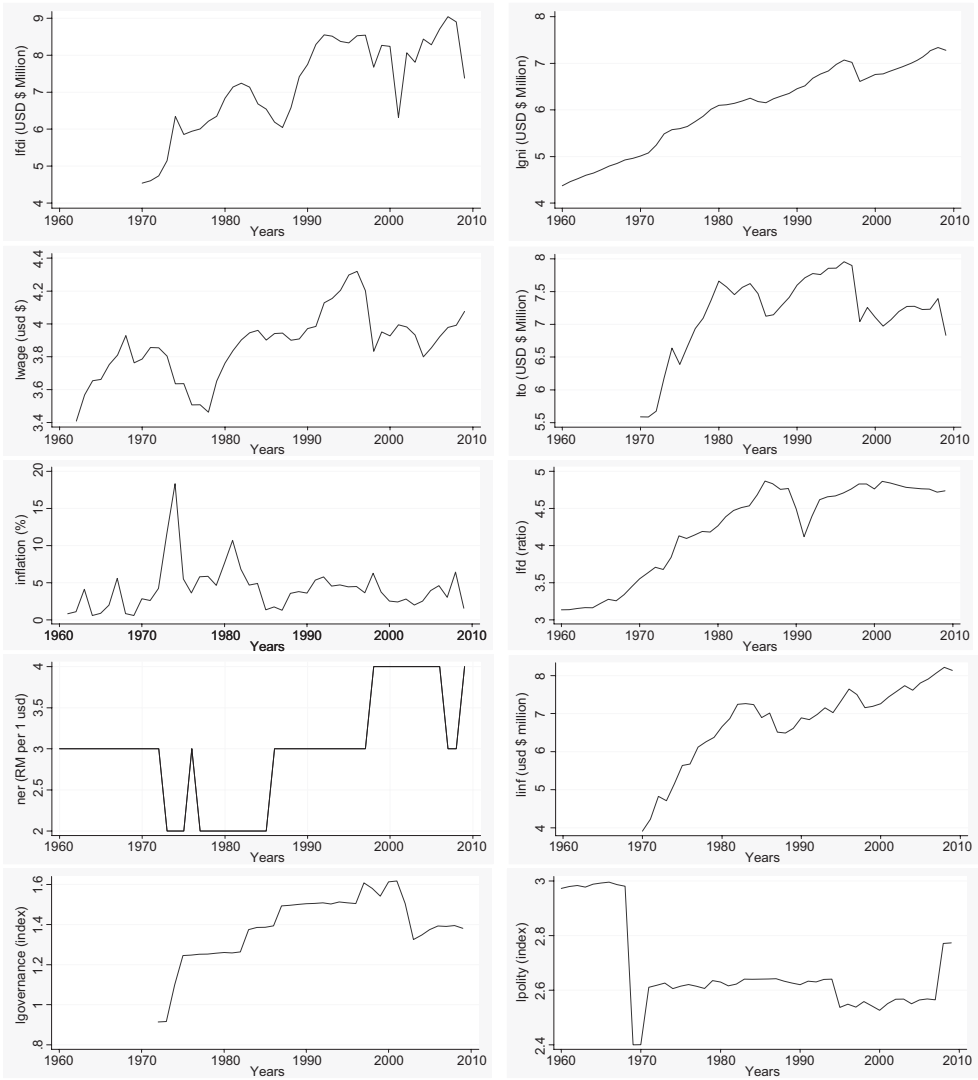 lfdi (USD $ Million)
9
8
7
6
5
4
1960 1970 1980 1990 2000 2010
Years
lgni (USD $ Million)
8
7
6
5
4
1960 1970 1980 1990 2000 2010
Years
lwage (usd $)
4.4
4.2
4
3.8
3.6
3.4
1960 1970 1980 1990 2000 2010
Years
lto (USD $ Million)
8
7.5
7
6.5
6
5.5
1960 1970 1980 1990 2000 2010
Years
inflation (%)
20
15
10
5
0
1960 1970 1980 1990 2000 2010
Years
lfd (ratio)
5
4.5
4
3.5
3
1960 1970 1980 1990 2000 2010
Years
ner (RM per 1 usd)
4
3.5
3
2.5
2
1960 1970 1980 1990 2000 2010
Years
linf (usd $ million)
8
7
6
5
4
1960 1970 1980 1990 2000 2010
Years
lgovernance (index)
1.6
1.4
1.2
1
.8
1960 1970 1980 1990 2000 2010
Years
lpolity (index)
3
2.8
2.6
2.4
1960 1970 1980 1990 2000 2010
Years